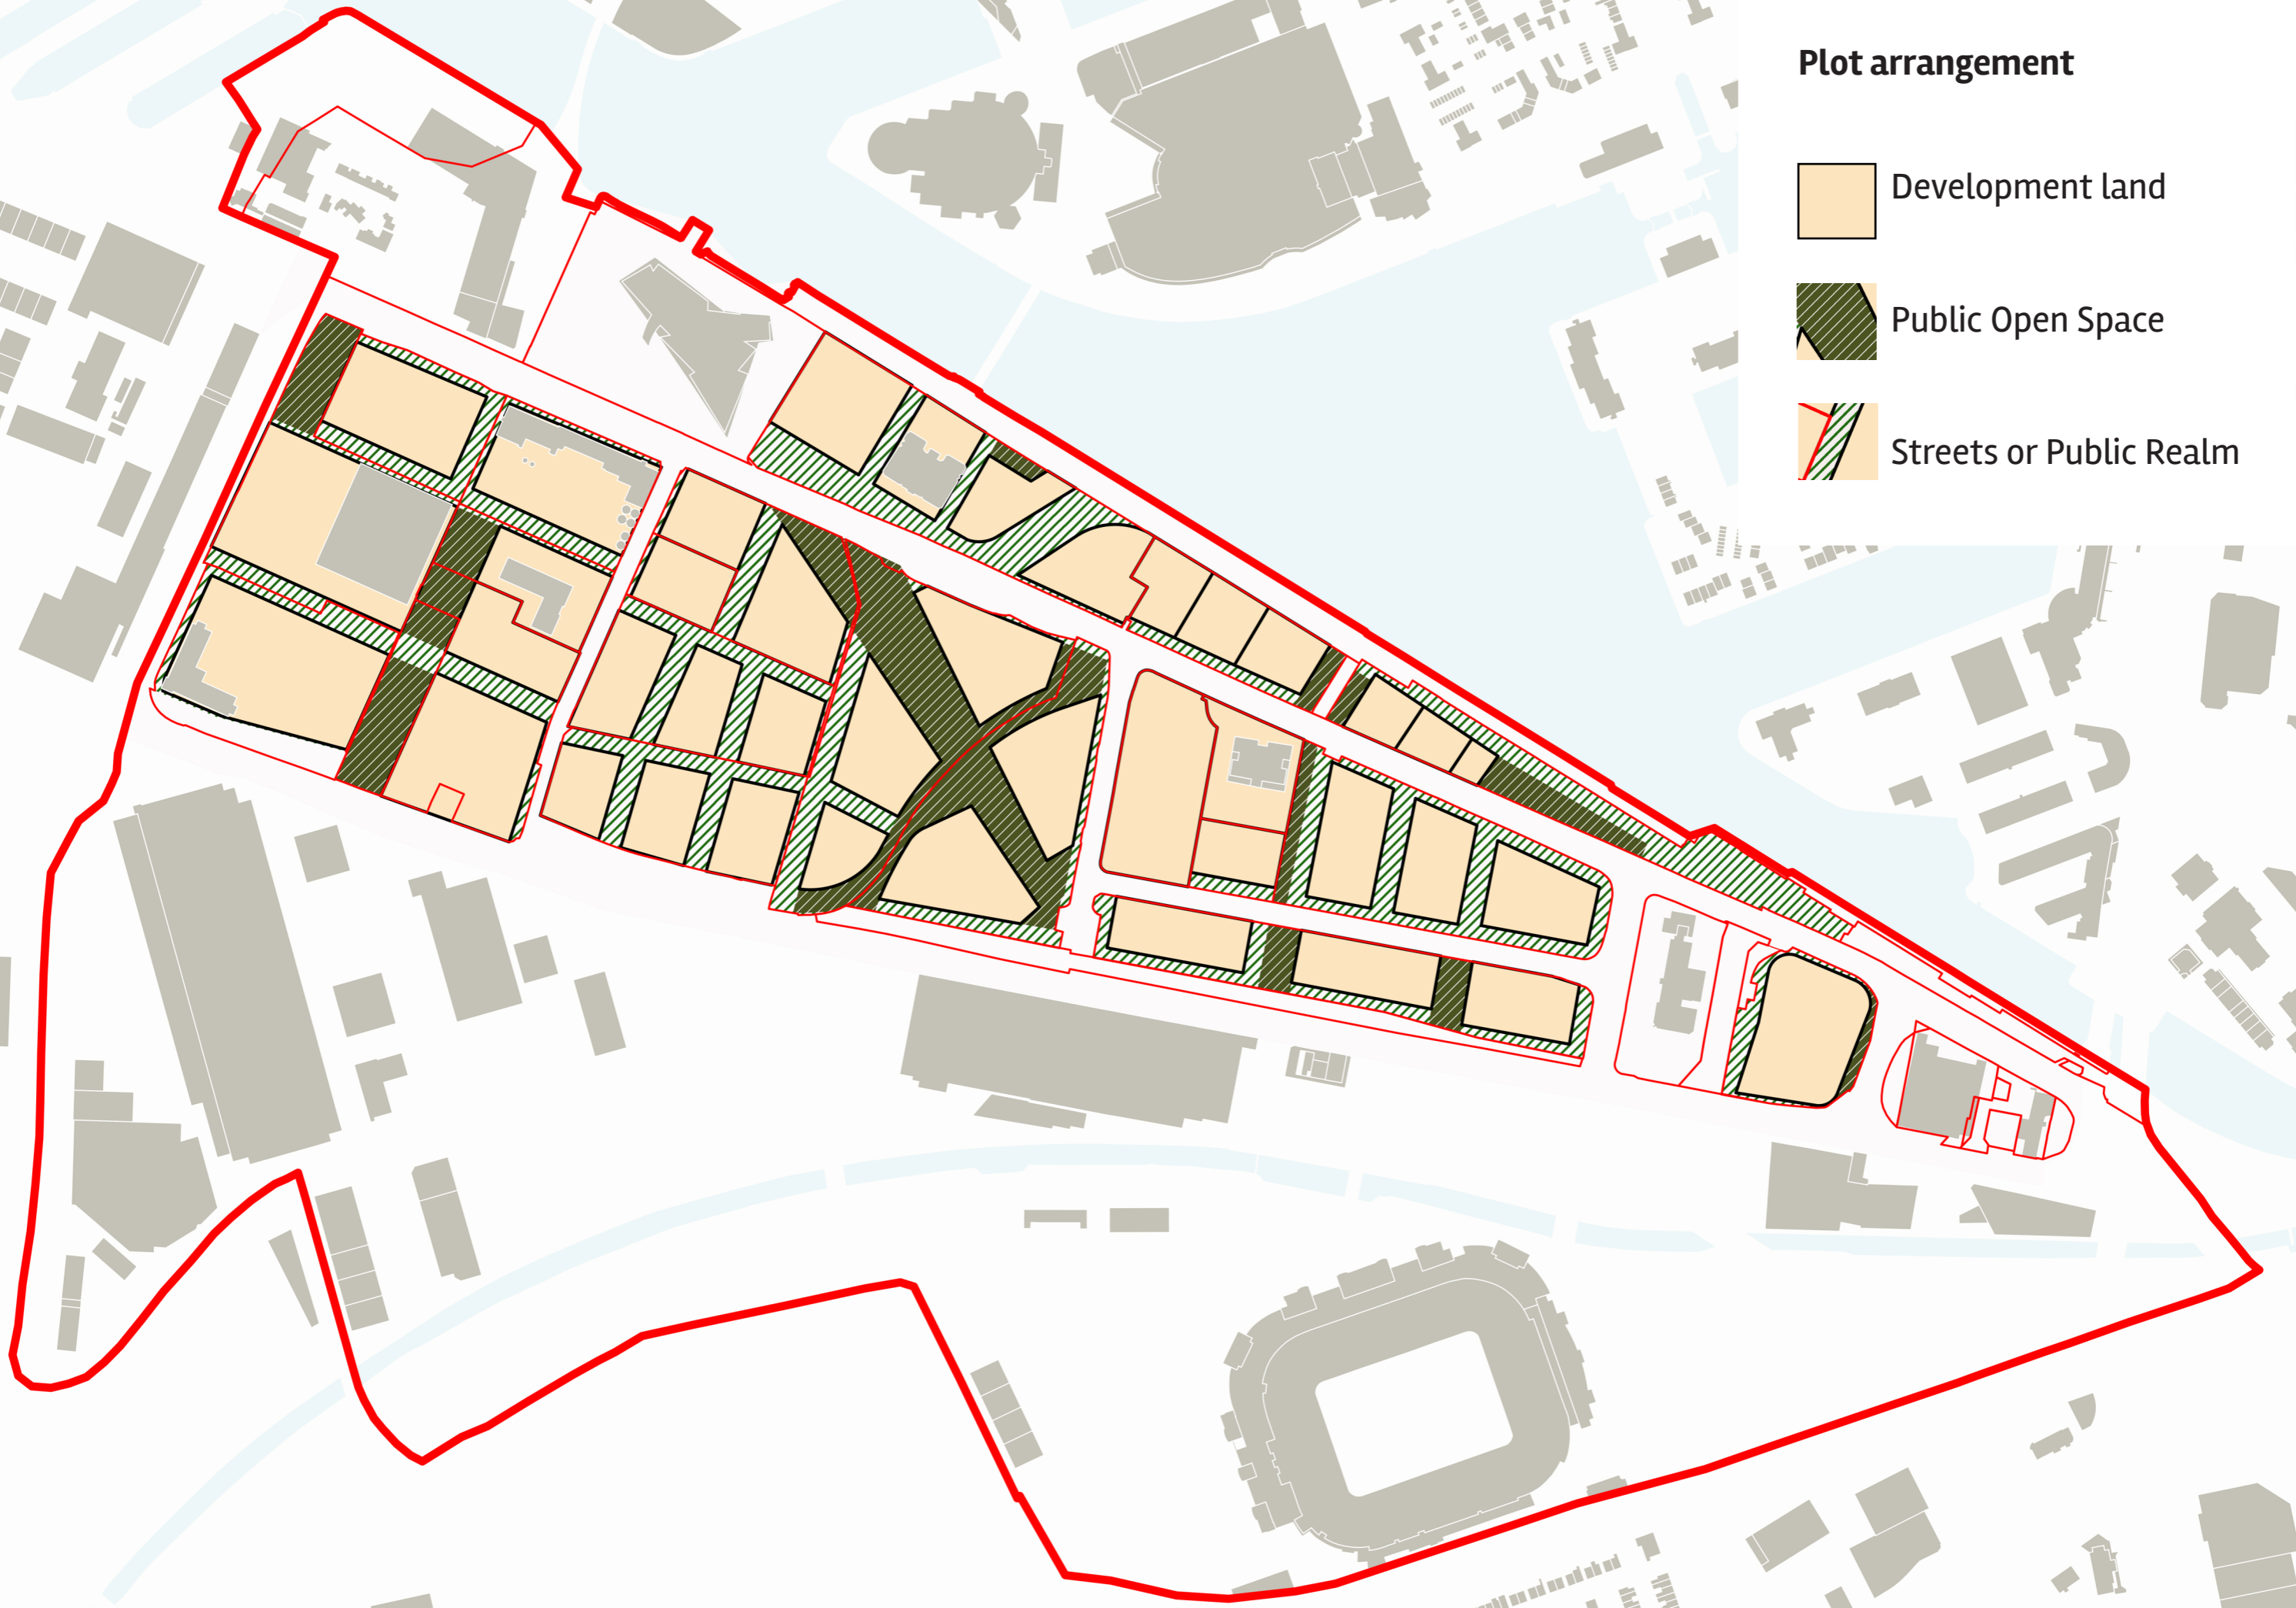 Plot arrangement
Development land
Public Open Space
Streets or Public Realm